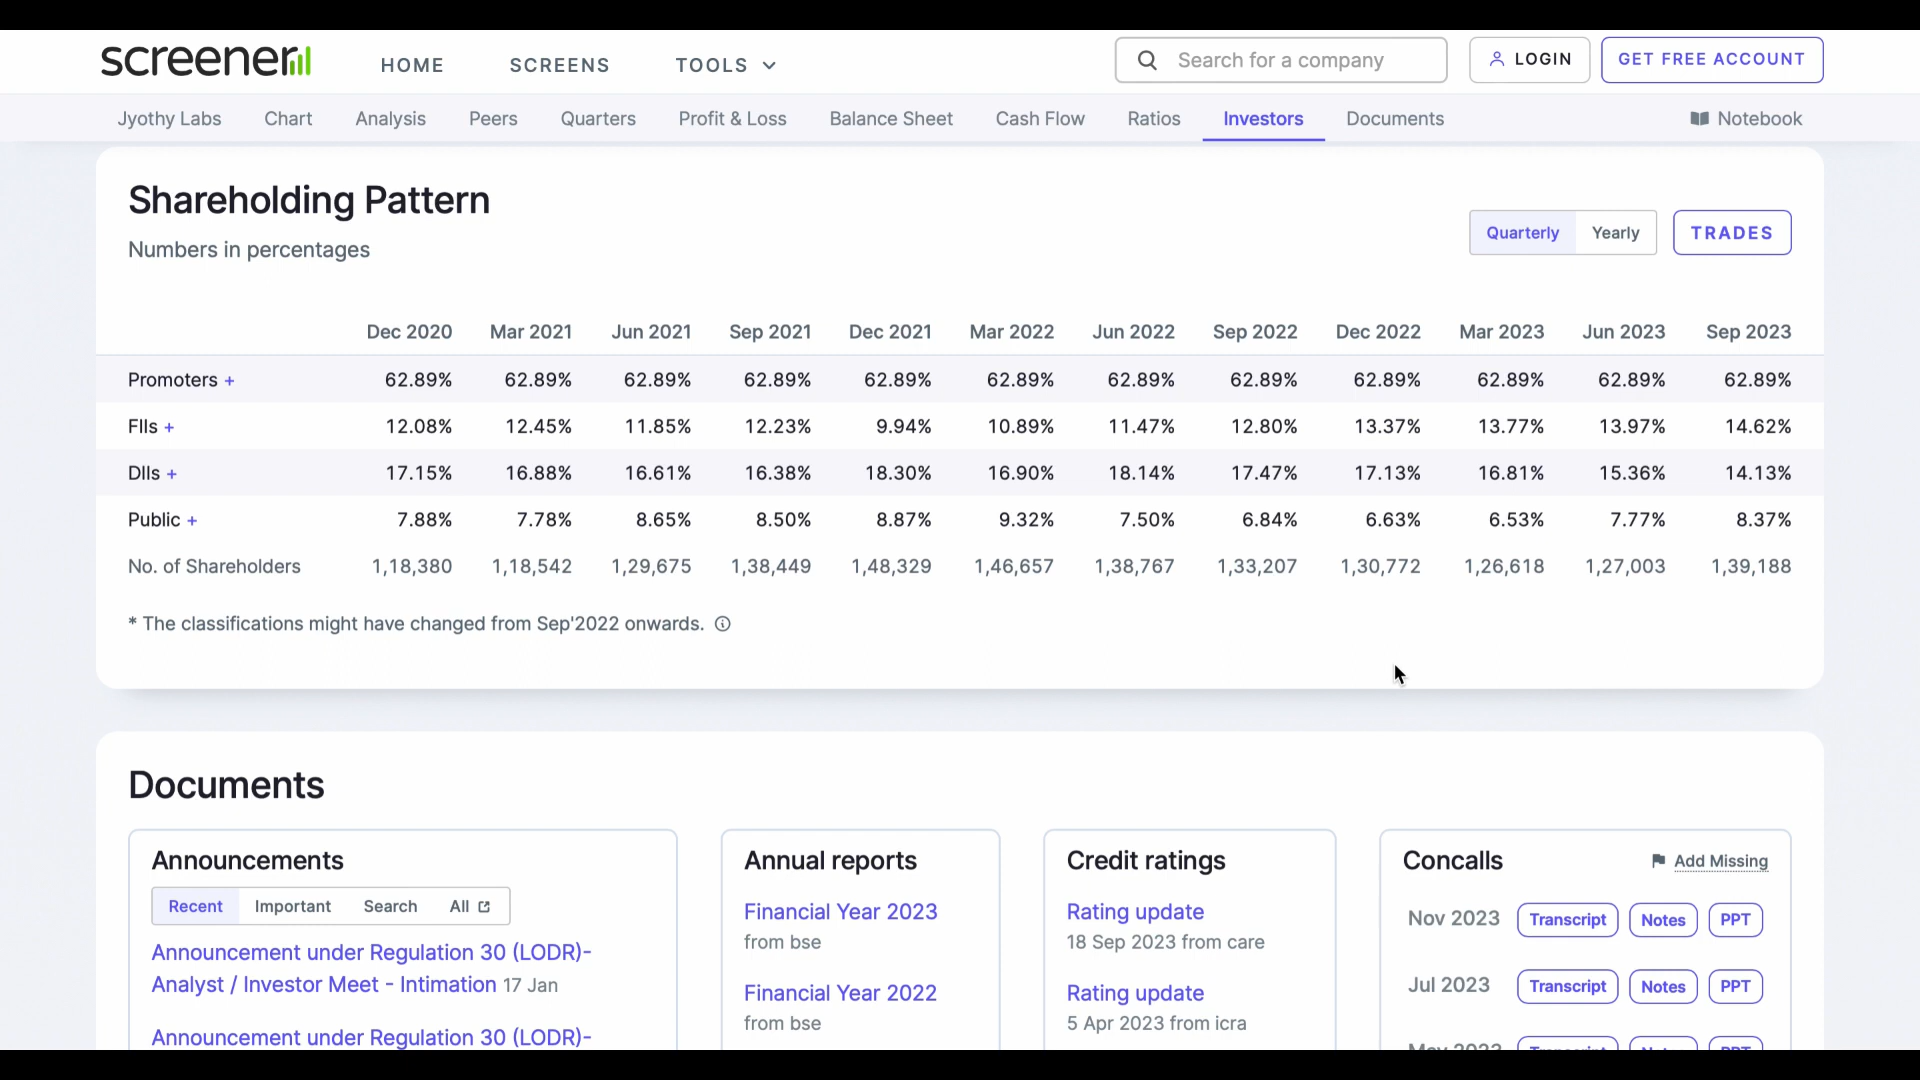 screener
HOME SCREENS TOOLS
Search for a company
LOGIN
GET FREE ACCOUNT
Jyothy Labs Chart Analysis Peers Quarters Profit & Loss Balance Sheet Cash Flow Ratios Investors Documents Notebook
Shareholding Pattern
Numbers in percentages
Quarterly Yearly TRADES
Dec 2020 Mar 2021 Jun 2021 Sep 2021 Dec 2021 Mar 2022 Jun 2022 Sep 2022 Dec 2022 Mar 2023 Jun 2023 Sep 2023
Promoters + 62.89% 62.89% 62.89% 62.89% 62.89% 62.89% 62.89% 62.89% 62.89% 62.89% 62.89% 62.89%
FIIs + 12.08% 12.45% 11.85% 12.23% 9.94% 10.89% 11.47% 12.80% 13.37% 13.77% 13.97% 14.62%
DIIs + 17.15% 16.88% 16.61% 16.38% 18.30% 16.90% 18.14% 17.47% 17.13% 16.81% 15.36% 14.13%
Public + 7.88% 7.78% 8.65% 8.50% 8.87% 9.32% 7.50% 6.84% 6.63% 6.53% 7.77% 8.37%
No. of Shareholders 1,18,380 1,18,542 1,29,675 1,38,449 1,48,329 1,46,657 1,38,767 1,33,207 1,30,772 1,26,618 1,27,003 1,39,188
* The classifications might have changed from Sep'2022 onwards.
Documents
Announcements
Recent Important Search All
Announcement under Regulation 30 (LODR)-
Analyst / Investor Meet - Intimation 17 Jan
Announcement under Regulation 30 (LODR)-
Annual reports
Financial Year 2023
from bse
Financial Year 2022
from bse
Credit ratings
Rating update
18 Sep 2023 from care
Rating update
5 Apr 2023 from icra
Concalls Add Missing
Nov 2023 Transcript Notes PPT
Jul 2023 Transcript Notes PPT
May 2023 Transcript Notes PPT